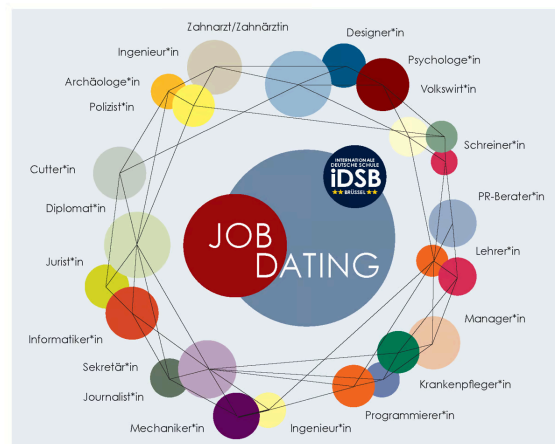 Zahnarzt/Zahnärztin
Designer*in
Ingenieur*in
Psychologe*in
Archäologe*in
Volkswirt*in
Polizist*in
Schreiner*in
INTERNATIONALE
DEUTSCHE SCHULE
iDSB
BRÜSSEL
Cutter*in
PR-Berater*in
Diplomat*in
JOB
DATING
Lehrer*in
Jurist*in
Manager*in
Informatiker*in
Sekretär*in
Krankenpfleger*in
Journalist*in
Programmierer*in
Mechaniker*in
Ingenieur*in